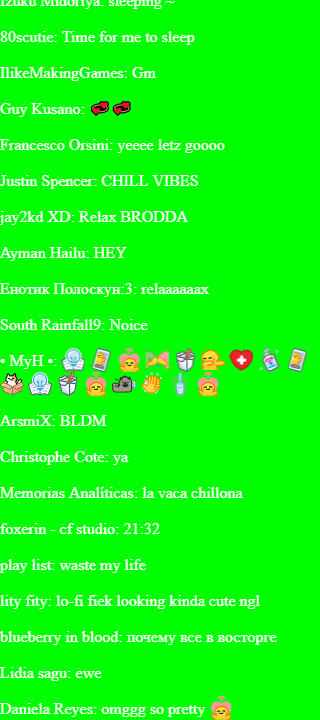 Izuku Midoriya: sleeping ~
80scutie: Time for me to sleep
IlikeMakingGames: Gm
Guy Kusano: 💞💞
Francesco Orsini: yeeee letz goooo
Justin Spencer: CHILL VIBES
jay2kd XD: Relax BRODDA
Ayman Hailu: HEY
Енотик Полоскун:3: relaaaaaax
South Rainfall9: Noice
• MyH •:
ArsmiX: BLDM
Christophe Cote: ya
Memorias Analíticas: la vaca chillona
foxerin - cf studio: 21:32
play list: waste my life
lity fity: lo-fi fiek looking kinda cute ngl
blueberry in blood: почему все в восторге
Lidia sagu: ewe
Daniela Reyes: omggg so pretty